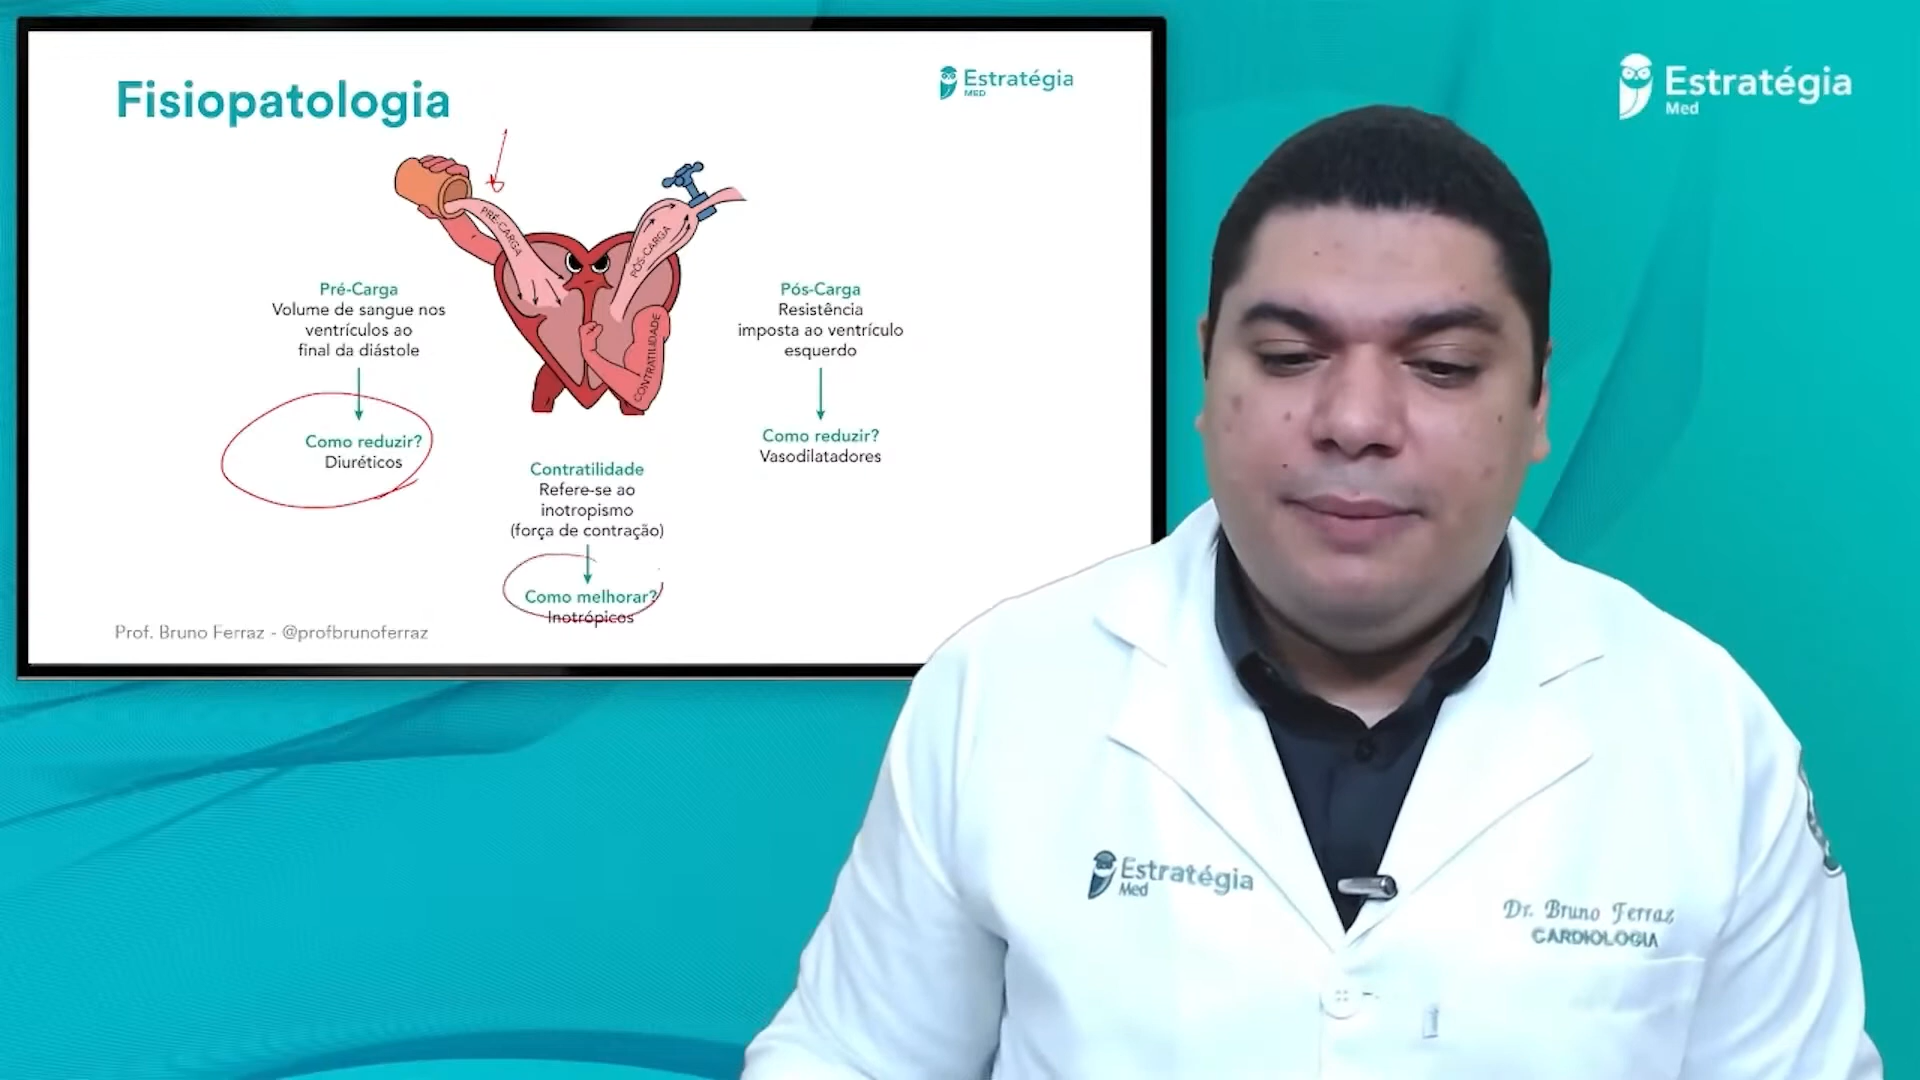 Fisiopatologia
Estratégia
MED
Estratégia
Med
PRÉ-CARGA
PÓS-CARGA
CONTRATILIDADE
Pré-Carga
Volume de sangue nos
ventrículos ao
final da diástole
Como reduzir?
Diuréticos
Pós-Carga
Resistência
imposta ao ventrículo
esquerdo
Como reduzir?
Vasodilatadores
Contratilidade
Refere-se ao
inotropismo
(força de contração)
Como melhorar?
Inotrópicos
Prof. Bruno Ferraz - @profbrunoferraz
Estratégia
Med
Dr. Bruno Ferraz
CARDIOLOGIA